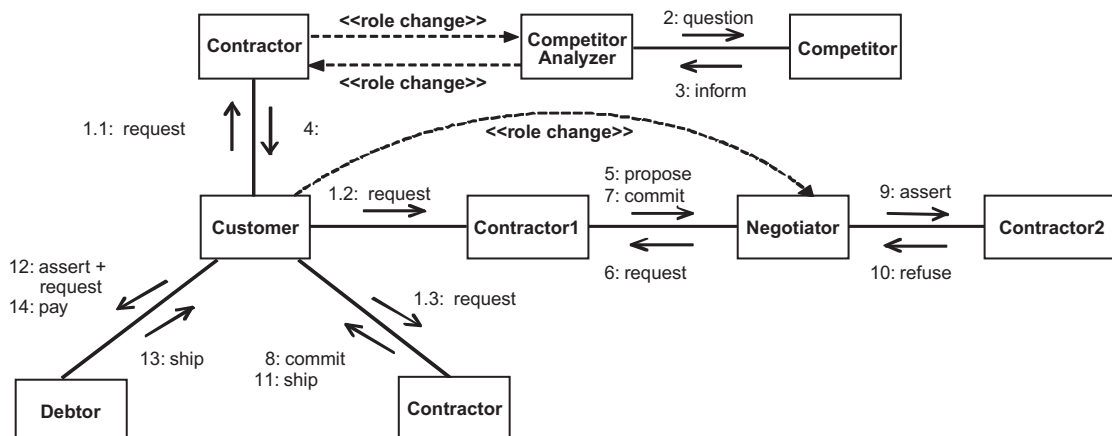 <<role change>>
2: question
Contractor
Competitor
Analyzer
Competitor
<<role change>>
3: inform
1.1: request
4:
<<role change>>
5: propose
7: commit
1.2: request
9: assert
Customer
Contractor1
Negotiator
Contractor2
6: request
10: refuse
12: assert +
request
14: pay
1.3: request
13: ship
8: commit
11: ship
Debtor
Contractor